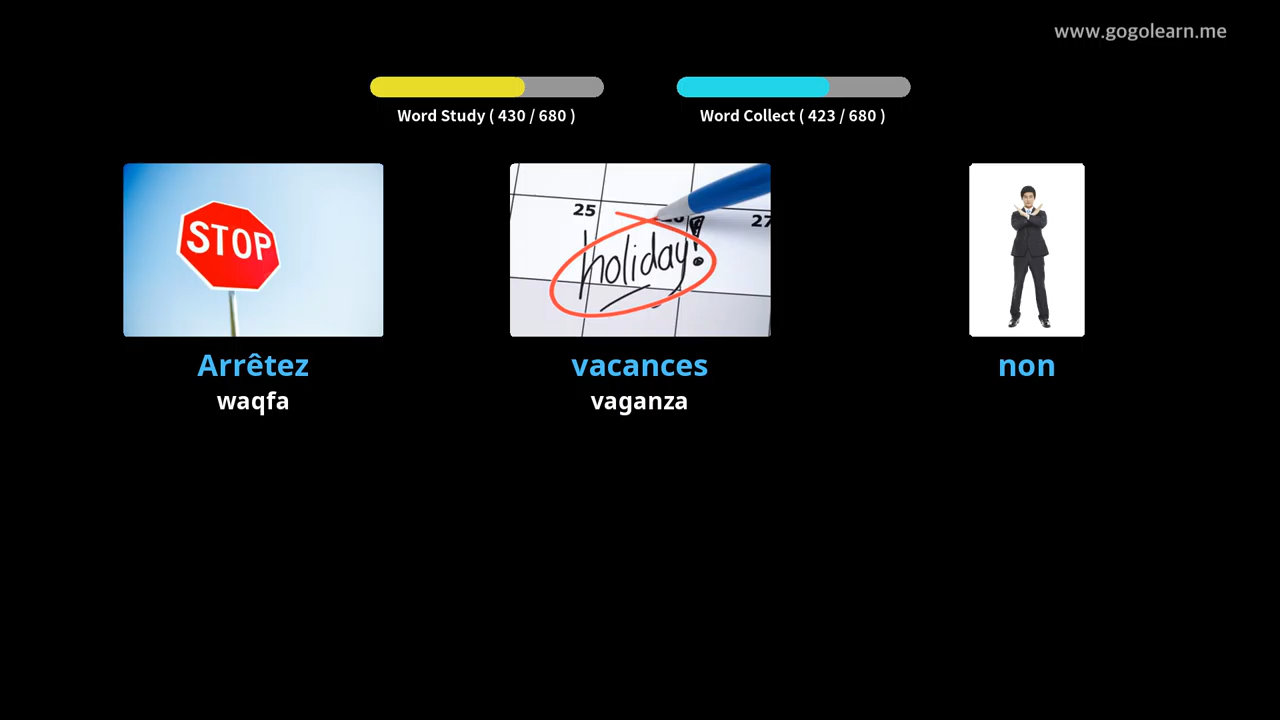 www.gogolearn.me
Word Study ( 430 / 680 )
Word Collect ( 423 / 680 )
STOP
25
27
holiday!
Arrêtez
vacances
non
waqfa
vaganza